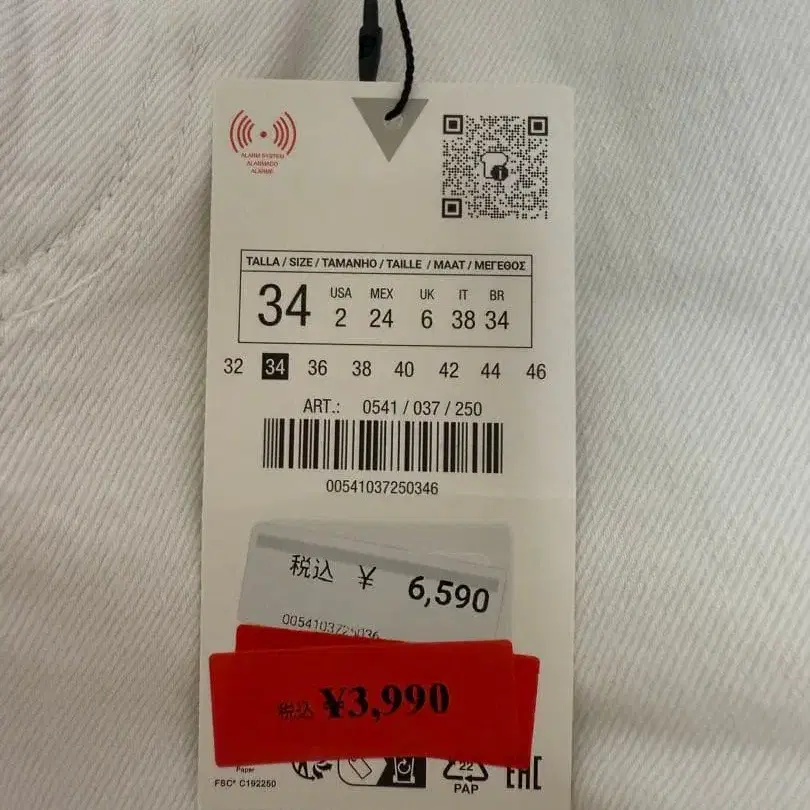 ALARM SYSTEM
ALARMADO
ALARME
TALLA / SIZE / TAMANHO / TAILLE / MAAT / ΜΕΓΕΘΟΣ
34 USA MEX UK IT BR
2 24 6 38 34
32 34 36 38 40 42 44 46
ART.: 0541 / 037 / 250
00541037250346
税込 ¥ 6,590
税込 ¥3,990
Paper
FSC® C192250
22
PAP
EAC